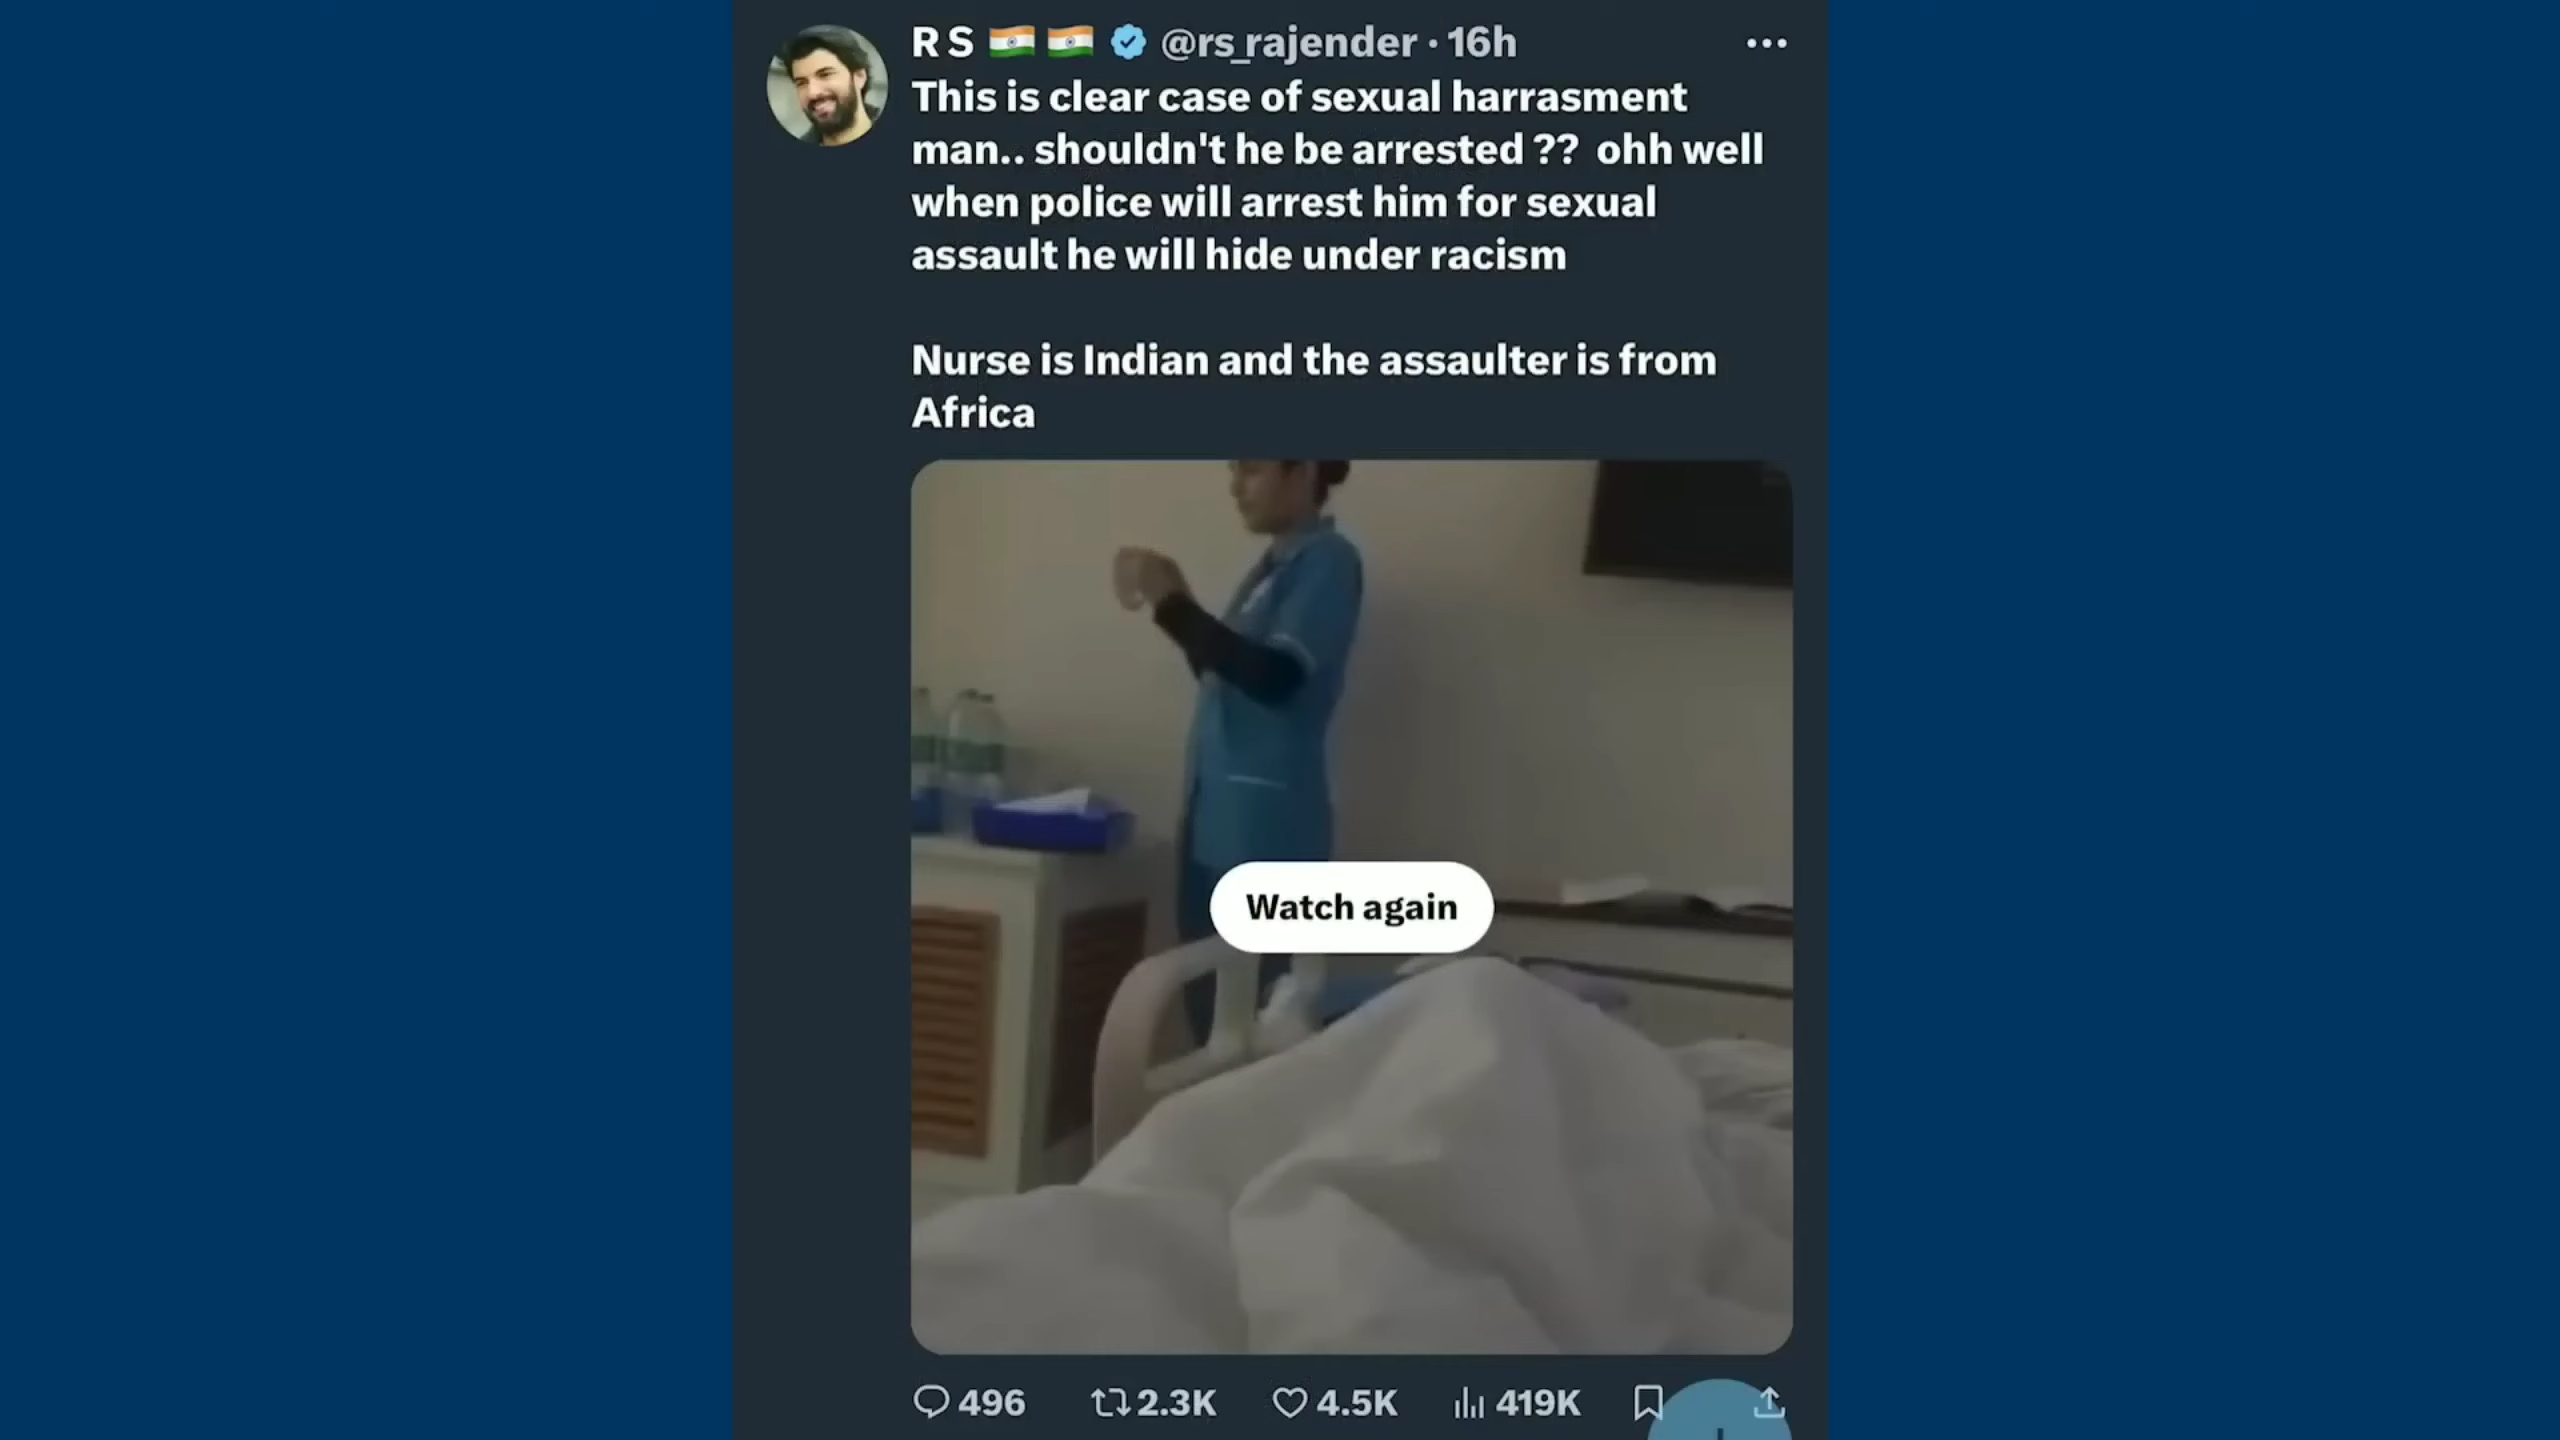 R S 🇮🇳 🇮🇳 @rs_rajender · 16h
This is clear case of sexual harrasment
man.. shouldn't he be arrested ?? ohh well
when police will arrest him for sexual
assault he will hide under racism
Nurse is Indian and the assaulter is from
Africa
Watch again
496 2.3K 4.5K 419K